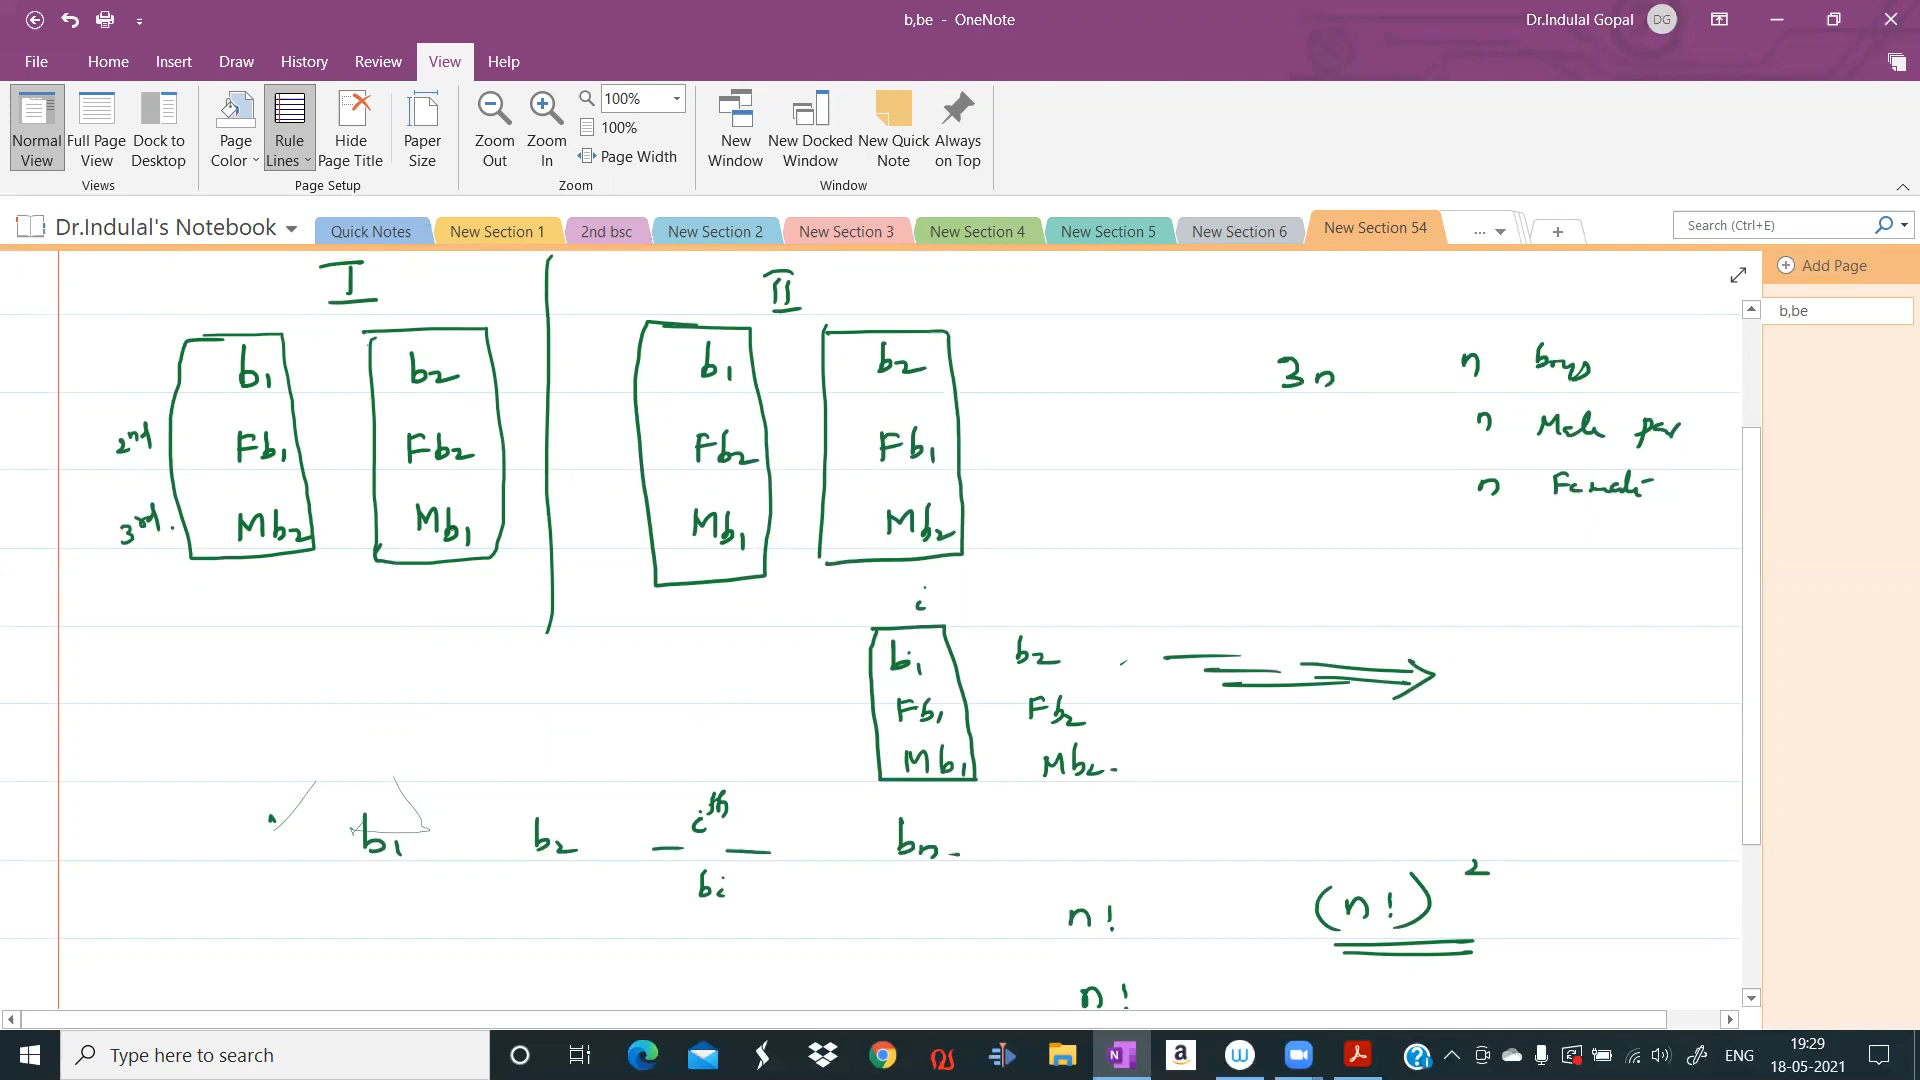 b,be - OneNote
Dr.Indulal Gopal DG
File Home Insert Draw History Review View Help
Normal View
Full Page View
Dock to Desktop
Views
Page Color
Rule Lines
Hide Page Title
Paper Size
Page Setup
Zoom Out
Zoom In
100%
100%
Page Width
Zoom
New Window
New Docked Window
New Quick Note
Always on Top
Window
Dr.Indulal's Notebook
Quick Notes New Section 1 2nd bsc New Section 2 New Section 3 New Section 4 New Section 5 New Section 6 New Section 54 ... +
Search (Ctrl+E)
Add Page
b,be
I II
b1 b2 b1 b2
2nd Fb1 Fb2 Fb2 Fb1
3rd. Mb2 Mb1 Mb1 Mb2
3n
n boys
n Male par
n Female
i
b1 b2
Fb1 Fb2
Mb1 Mb2.
b1 b2 — ith — bn
bi
n! (n!)2
n!
Type here to search
ENG
19:29
18-05-2021